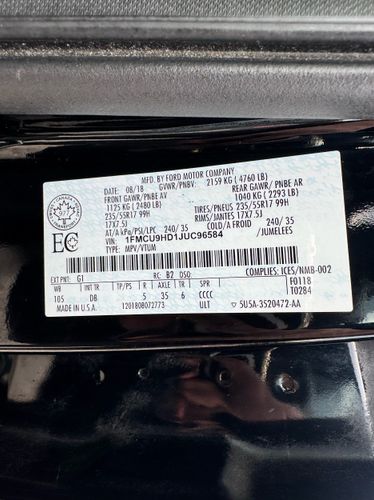 MFD. BY FORD MOTOR COMPANY
DATE: 08/18 GVWR/PNBV: 2159 KG ( 4760 LB)
FRONT GAWR/ PNBE AV REAR GAWR/ PNBE AR
1125 KG ( 2480 LB) 1040 KG ( 2293 LB)
235/55R17 99H TIRES/PNEUS 235/55R17 99H
17X7.5J RIMS/JANTES 17X7.5J
AT/À kPa/PSI/LPC 240/ 35 COLD/À FROID 240/ 35
1FMCU9HD1JUC96584 /JUMELEES
MPV/VTUM
977
EC
EXT PNT: G1 RC: B2 DSO: COMPLIES: ICES/NMB-002
WB INT TR TP/PS R AXLE TR SPR F0118
105 DB 5 35 6 CCCC T0284
MADE IN U.S.A. 1201808072773 ULT 5U5A-3520472-AA